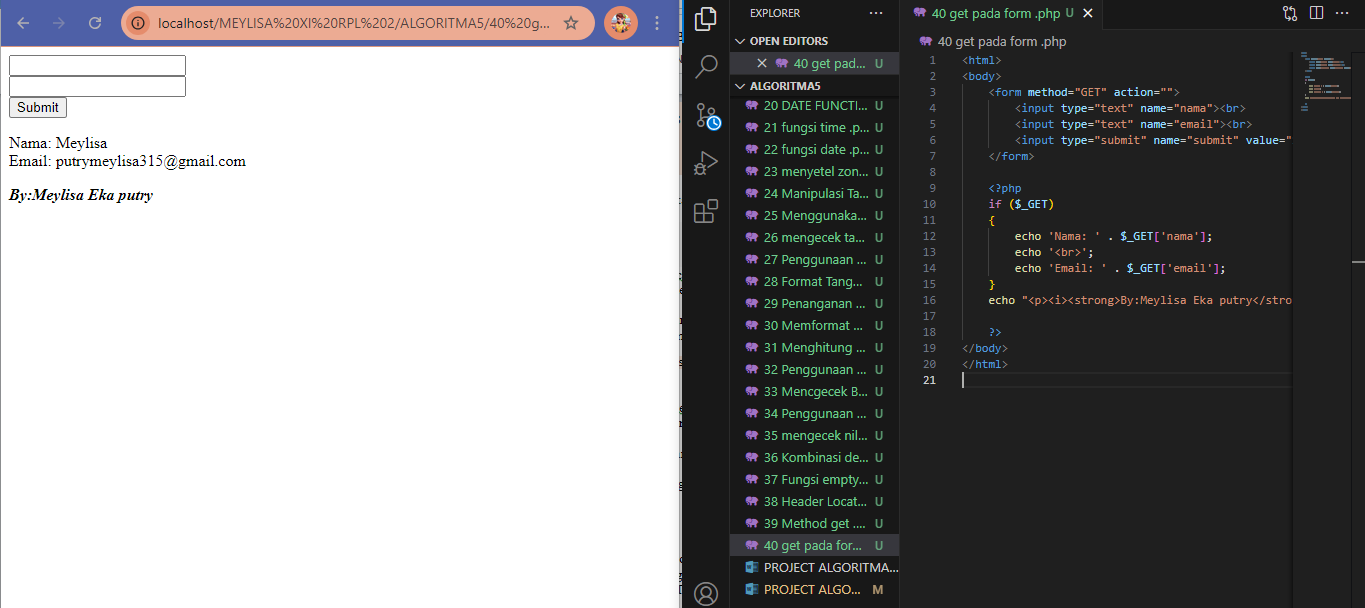 localhost/MEYLISA%20XI%20RPL%202/ALGORITMA5/40%20g...
Submit
Nama: Meylisa
Email: putrymeylisa315@gmail.com
By:Meylisa Eka putry
EXPLORER
OPEN EDITORS
40 get pad... U
ALGORITMA5
20 DATE FUNCTI... U
21 fungsi time .p... U
22 fungsi date .p... U
23 menyetel zon... U
24 Manipulasi Ta... U
25 Menggunaka... U
26 mengecek ta... U
27 Penggunaan ... U
28 Format Tang... U
29 Penanganan ... U
30 Memformat ... U
31 Menghitung ... U
32 Penggunaan ... U
33 Mencgecek B... U
34 Penggunaan ... U
35 mengecek nil... U
36 Kombinasi de... U
37 Fungsi empty... U
38 Header Locat... U
39 Method get .... U
40 get pada for... U
PROJECT ALGORITMA...
PROJECT ALGO... M
40 get pada form .php U
40 get pada form .php
1 <html>
2 <body>
3 <form method="GET" action="">
4 <input type="text" name="nama"><br>
5 <input type="text" name="email"><br>
6 <input type="submit" name="submit" value="
7 </form>
8
9 <?php
10 if ($_GET)
11 {
12 echo 'Nama: ' . $_GET['nama'];
13 echo '<br>';
14 echo 'Email: ' . $_GET['email'];
15 }
16 echo "<p><i><strong>By:Meylisa Eka putry</stro
17
18 ?>
19 </body>
20 </html>
21